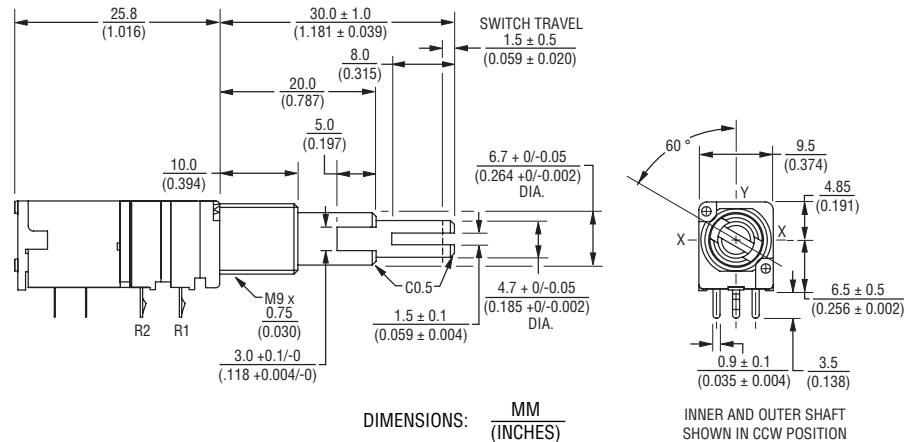 25.8
(1.016)
30.0 ± 1.0
(1.181 ± 0.039)
SWITCH TRAVEL
1.5 ± 0.5
(0.059 ± 0.020)
8.0
(0.315)
20.0
(0.787)
5.0
(0.197)
10.0
(0.394)
6.7 + 0/-0.05
(0.264 +0/-0.002)
DIA.
R2
R1
M9 x
0.75
(0.030)
3.0 +0.1/-0
(.118 +0.004/-0)
C0.5
1.5 ± 0.1
(0.059 ± 0.004)
4.7 + 0/-0.05
(0.185 +0/-0.002)
DIA.
60 °
9.5
(0.374)
4.85
(0.191)
Y
X
X
6.5 ± 0.5
(0.256 ± 0.002)
0.9 ± 0.1
(0.035 ± 0.004)
3.5
(0.138)
DIMENSIONS: MM
(INCHES)
INNER AND OUTER SHAFT
SHOWN IN CCW POSITION